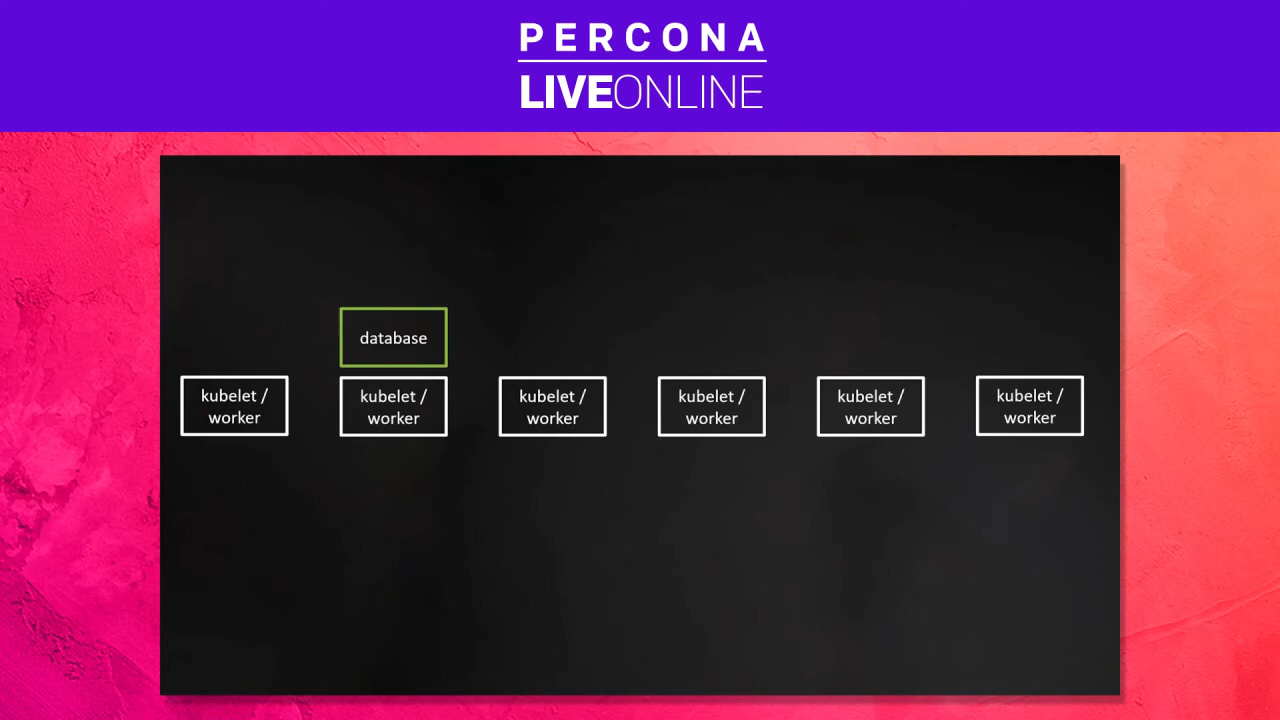 PERCONA
LIVEONLINE
database
kubelet /
worker
kubelet /
worker
kubelet /
worker
kubelet /
worker
kubelet /
worker
kubelet /
worker